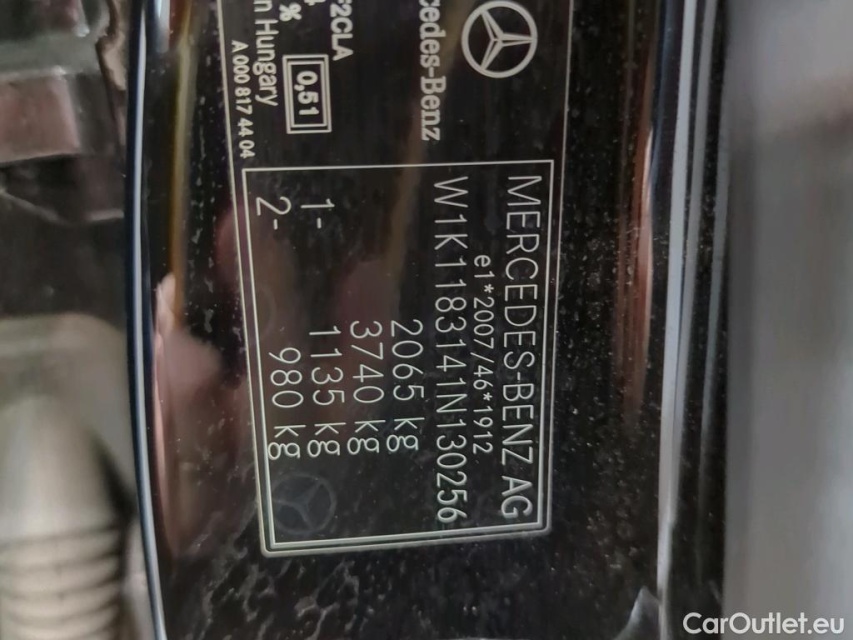 Mercedes-Benz
2CLA
%
n Hungary
0,51
A 000 817 44 04
MERCEDES-BENZ AG
e1*2007/46*1912
W1K1183141N130256
2065 kg
3740 kg
1- 1135 kg
2- 980 kg
CarOutlet.eu